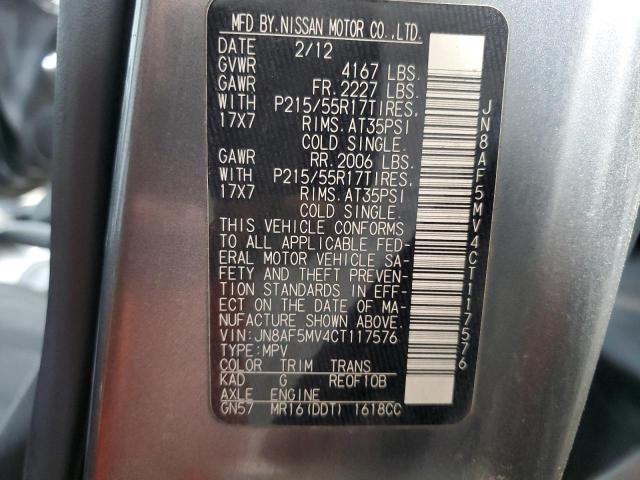 MFD BY. NISSAN MOTOR CO., LTD.
DATE 2/12
GVWR 4167 LBS.
GAWR FR. 2227 LBS.
WITH P215/55R17TIRES,
17X7 RIMS. AT35PSI
COLD SINGLE.
GAWR RR. 2006 LBS.
WITH P215/55R17TIRES,
17X7 RIMS. AT35PSI
COLD SINGLE.
THIS VEHICLE CONFORMS
TO ALL APPLICABLE FED-
ERAL MOTOR VEHICLE SA-
FETY AND THEFT PREVEN-
TION STANDARDS IN EFF-
ECT ON THE DATE OF MA-
NUFACTURE SHOWN ABOVE.
VIN: JN8AF5MV4CT117576
TYPE: MPV
COLOR TRIM TRANS
KAD G RE0F10B
AXLE ENGINE
GN57 MR16(DDT) 1618CC
JN8AF5MV4CT117576